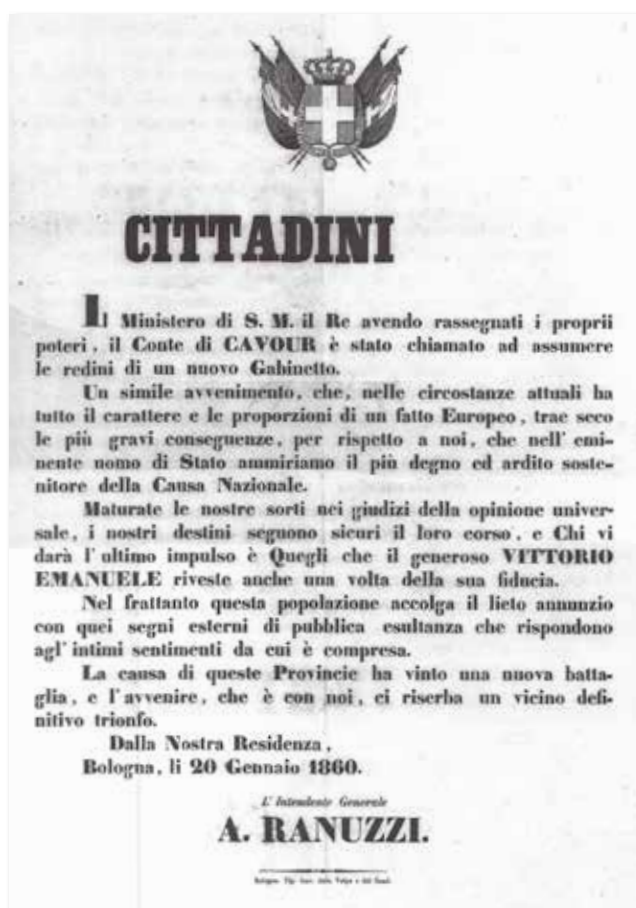 CITTADINI
Il Ministero di S. M. il Re avendo rassegnati i proprii
poteri, il Conte di CAVOUR è stato chiamato ad assumere
le redini di un nuovo Gabinetto.
Un simile avvenimento, che, nelle circostanze attuali ha
tutto il carattere e le proporzioni di un fatto Europeo, trae seco
le più gravi conseguenze, per rispetto a noi, che nell' emi-
nente nomo di Stato ammiriamo il più degno ed ardito soste-
nitore della Causa Nazionale.
Maturate le nostre sorti nei giudizi della opinione univer-
sale, i nostri destini seguono sicuri il loro corso, e Chi vi
darà l' ultimo impulso è Quegli che il generoso VITTORIO
EMANUELE riveste anche una volta della sua fiducia.
Nel frattanto questa popolazione accolga il lieto annunzio
con quei segni esterni di pubblica esultanza che rispondono
agl' intimi sentimenti da cui è compresa.
La causa di queste Provincie ha vinto una nuova batta-
glia, e l' avvenire, che è con noi, ci riserba un vicino defi-
nitivo trionfo.
Dalla Nostra Residenza,
Bologna, li 20 Gennaio 1860.
L' Intendente Generale
A. RANUZZI.
Bologna. Tip. Gov. della Volpe e del Sassi.